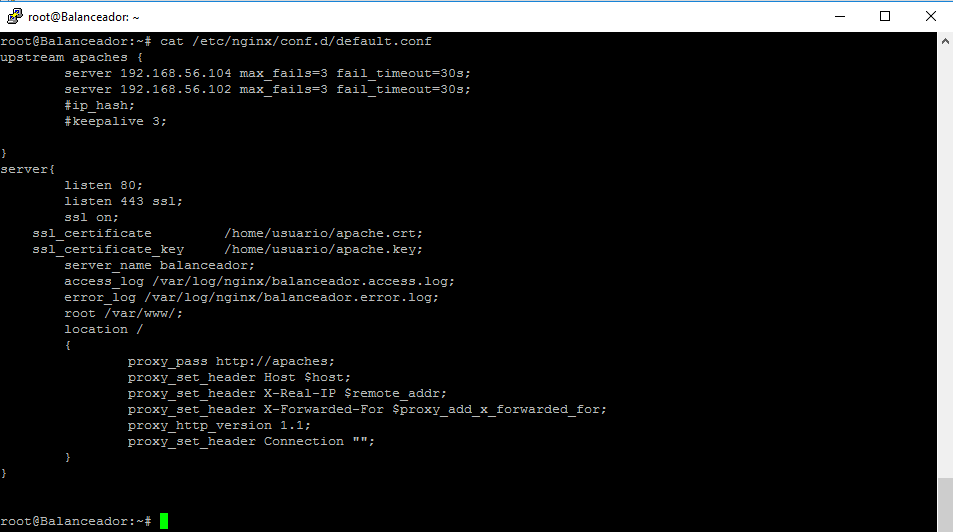 root@Balanceador: ~
root@Balanceador:~# cat /etc/nginx/conf.d/default.conf
upstream apaches {
        server 192.168.56.104 max_fails=3 fail_timeout=30s;
        server 192.168.56.102 max_fails=3 fail_timeout=30s;
        #ip_hash;
        #keepalive 3;

}
server{
        listen 80;
        listen 443 ssl;
        ssl on;
    ssl_certificate         /home/usuario/apache.crt;
    ssl_certificate_key     /home/usuario/apache.key;
        server_name balanceador;
        access_log /var/log/nginx/balanceador.access.log;
        error_log /var/log/nginx/balanceador.error.log;
        root /var/www/;
        location /
        {
                proxy_pass http://apaches;
                proxy_set_header Host $host;
                proxy_set_header X-Real-IP $remote_addr;
                proxy_set_header X-Forwarded-For $proxy_add_x_forwarded_for;
                proxy_http_version 1.1;
                proxy_set_header Connection "";
        }
}

root@Balanceador:~#